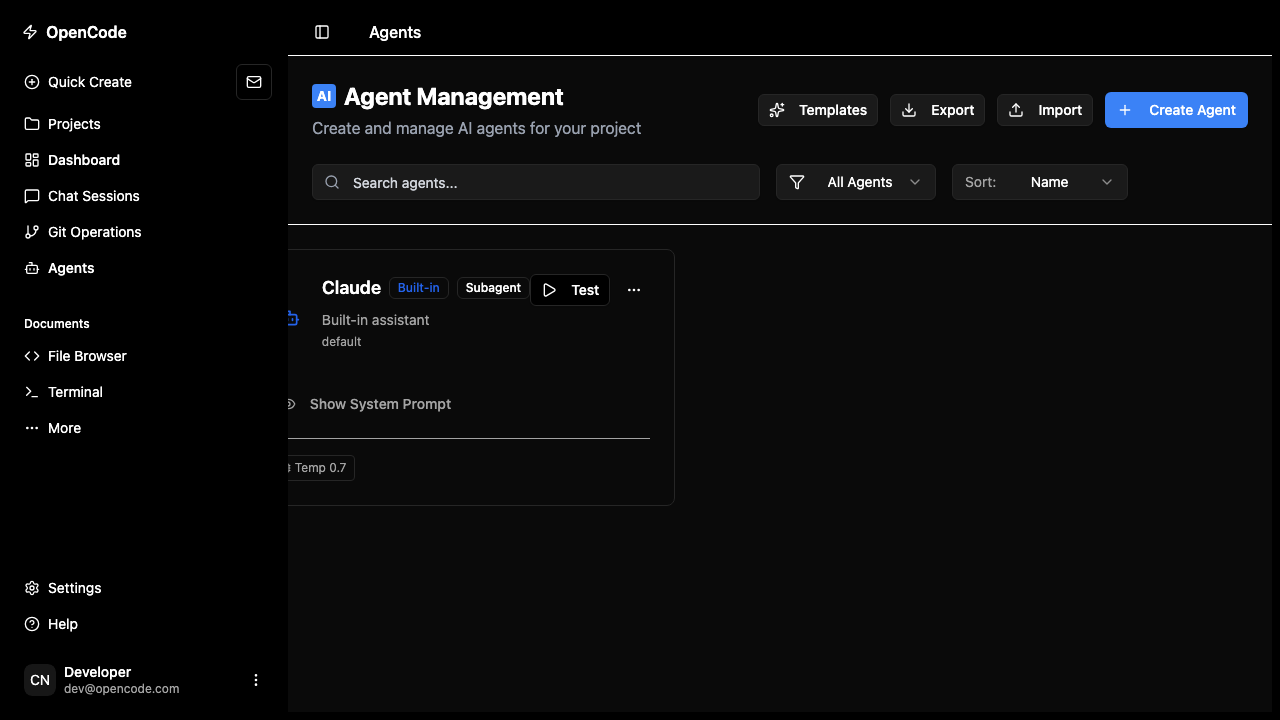 OpenCode
Quick Create
Projects
Dashboard
Chat Sessions
Git Operations
Agents
Documents
File Browser
Terminal
More
Settings
Help
CN
Developer
dev@opencode.com
Agents
AI Agent Management
Create and manage AI agents for your project
Templates
Export
Import
Create Agent
Search agents...
All Agents
Sort: Name
Claude Built-in Subagent Test
Built-in assistant
default
Show System Prompt
Temp 0.7